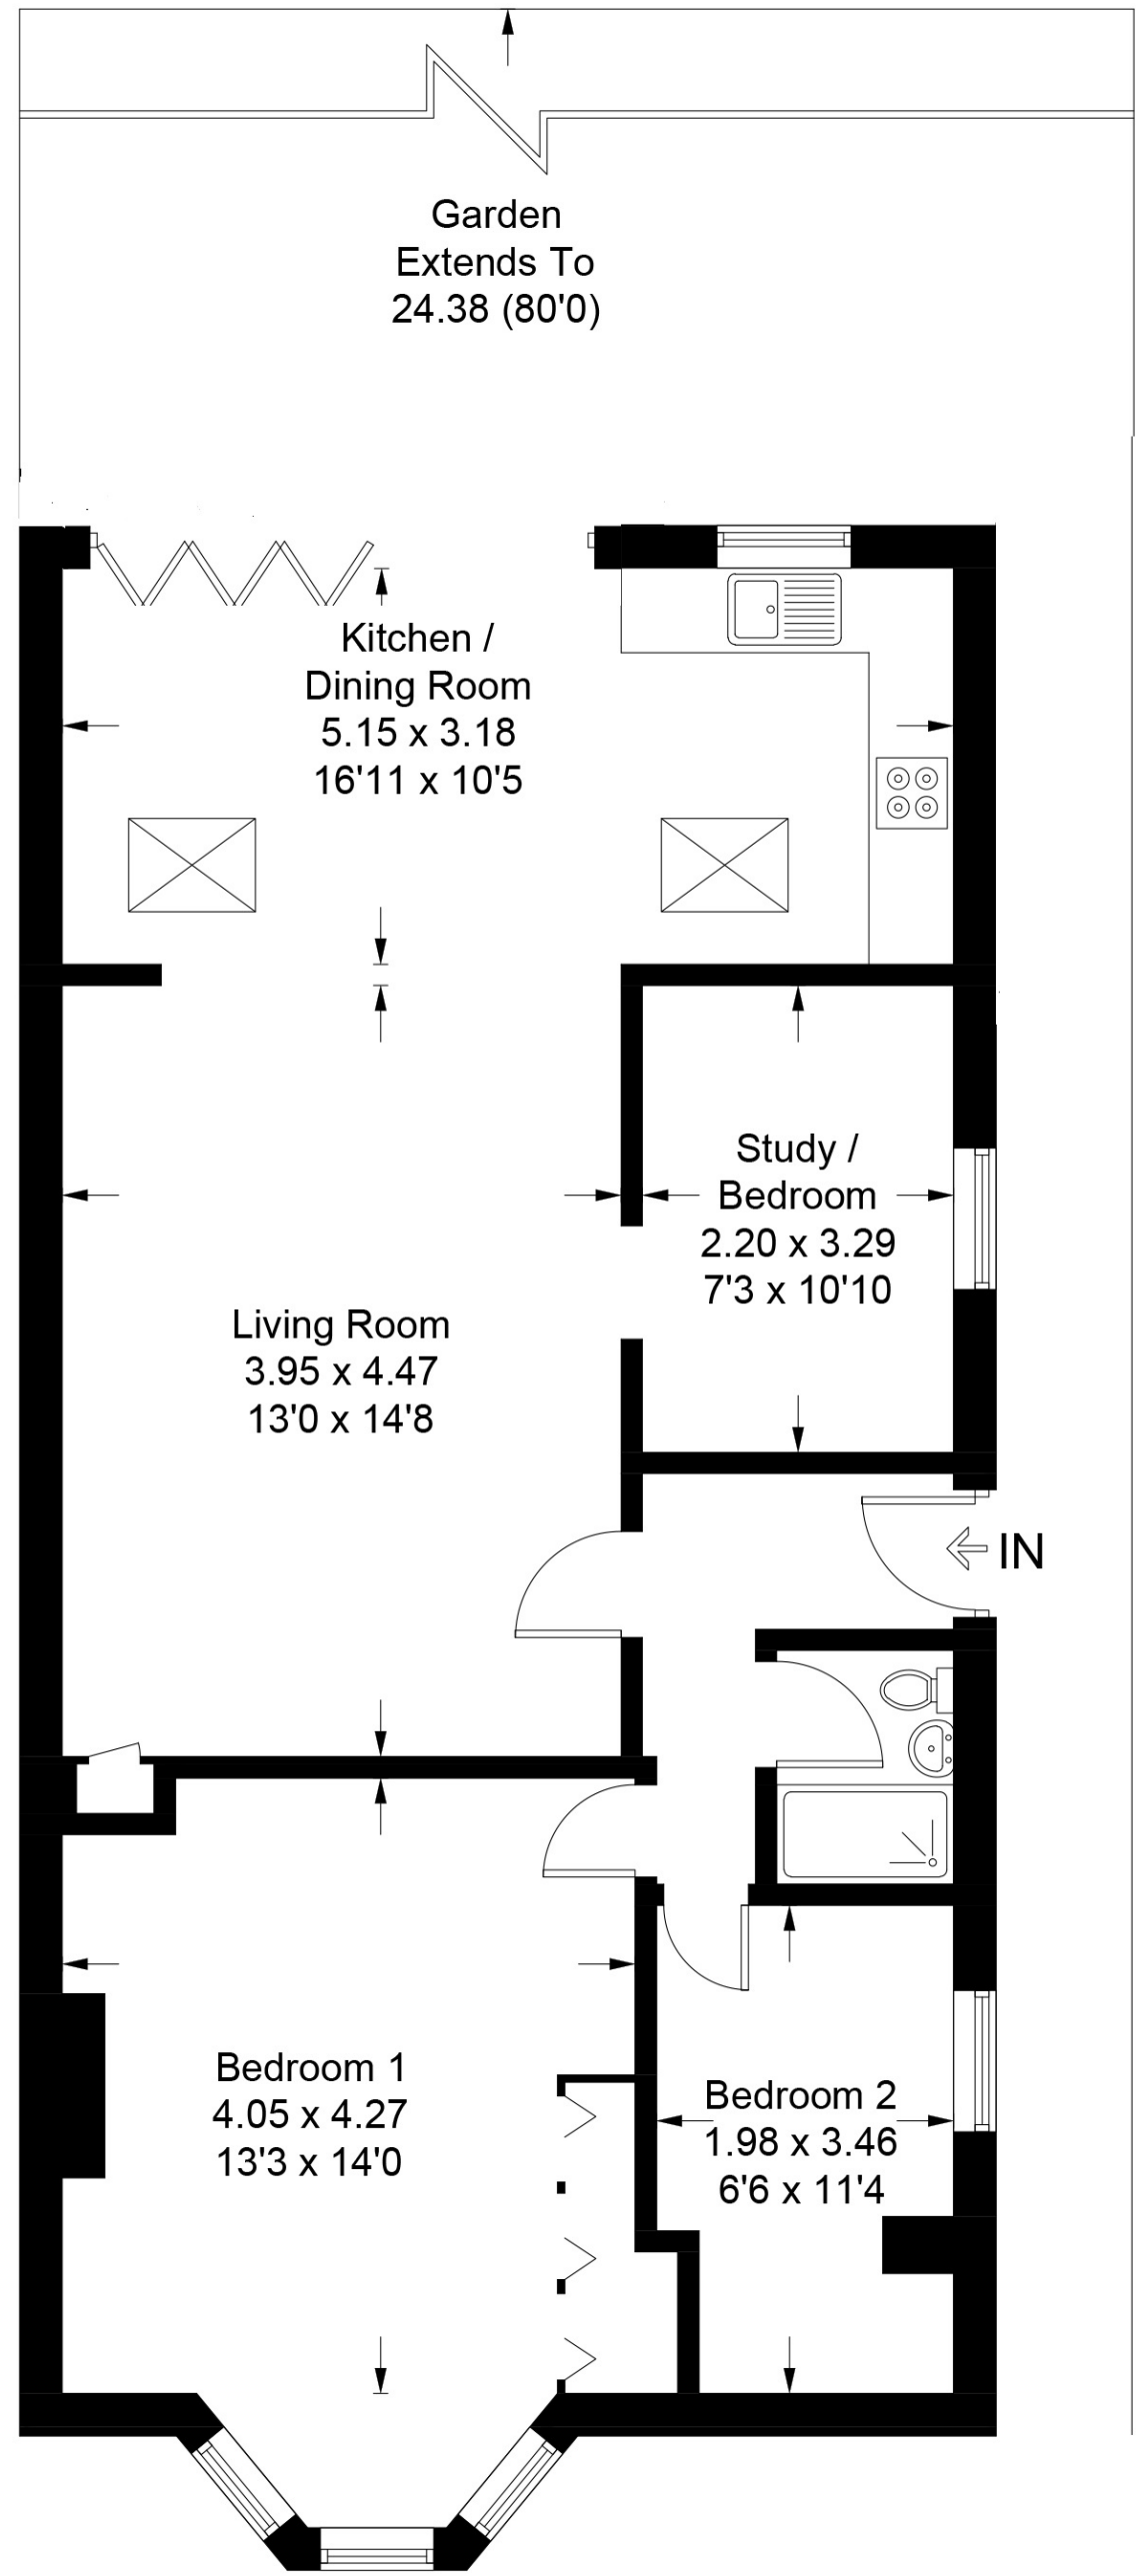 Garden
Extends To
24.38 (80'0)
Kitchen /
Dining Room
5.15 x 3.18
16'11 x 10'5
Study /
Bedroom
2.20 x 3.29
7'3 x 10'10
Living Room
3.95 x 4.47
13'0 x 14'8
IN
Bedroom 1
4.05 x 4.27
13'3 x 14'0
Bedroom 2
1.98 x 3.46
6'6 x 11'4